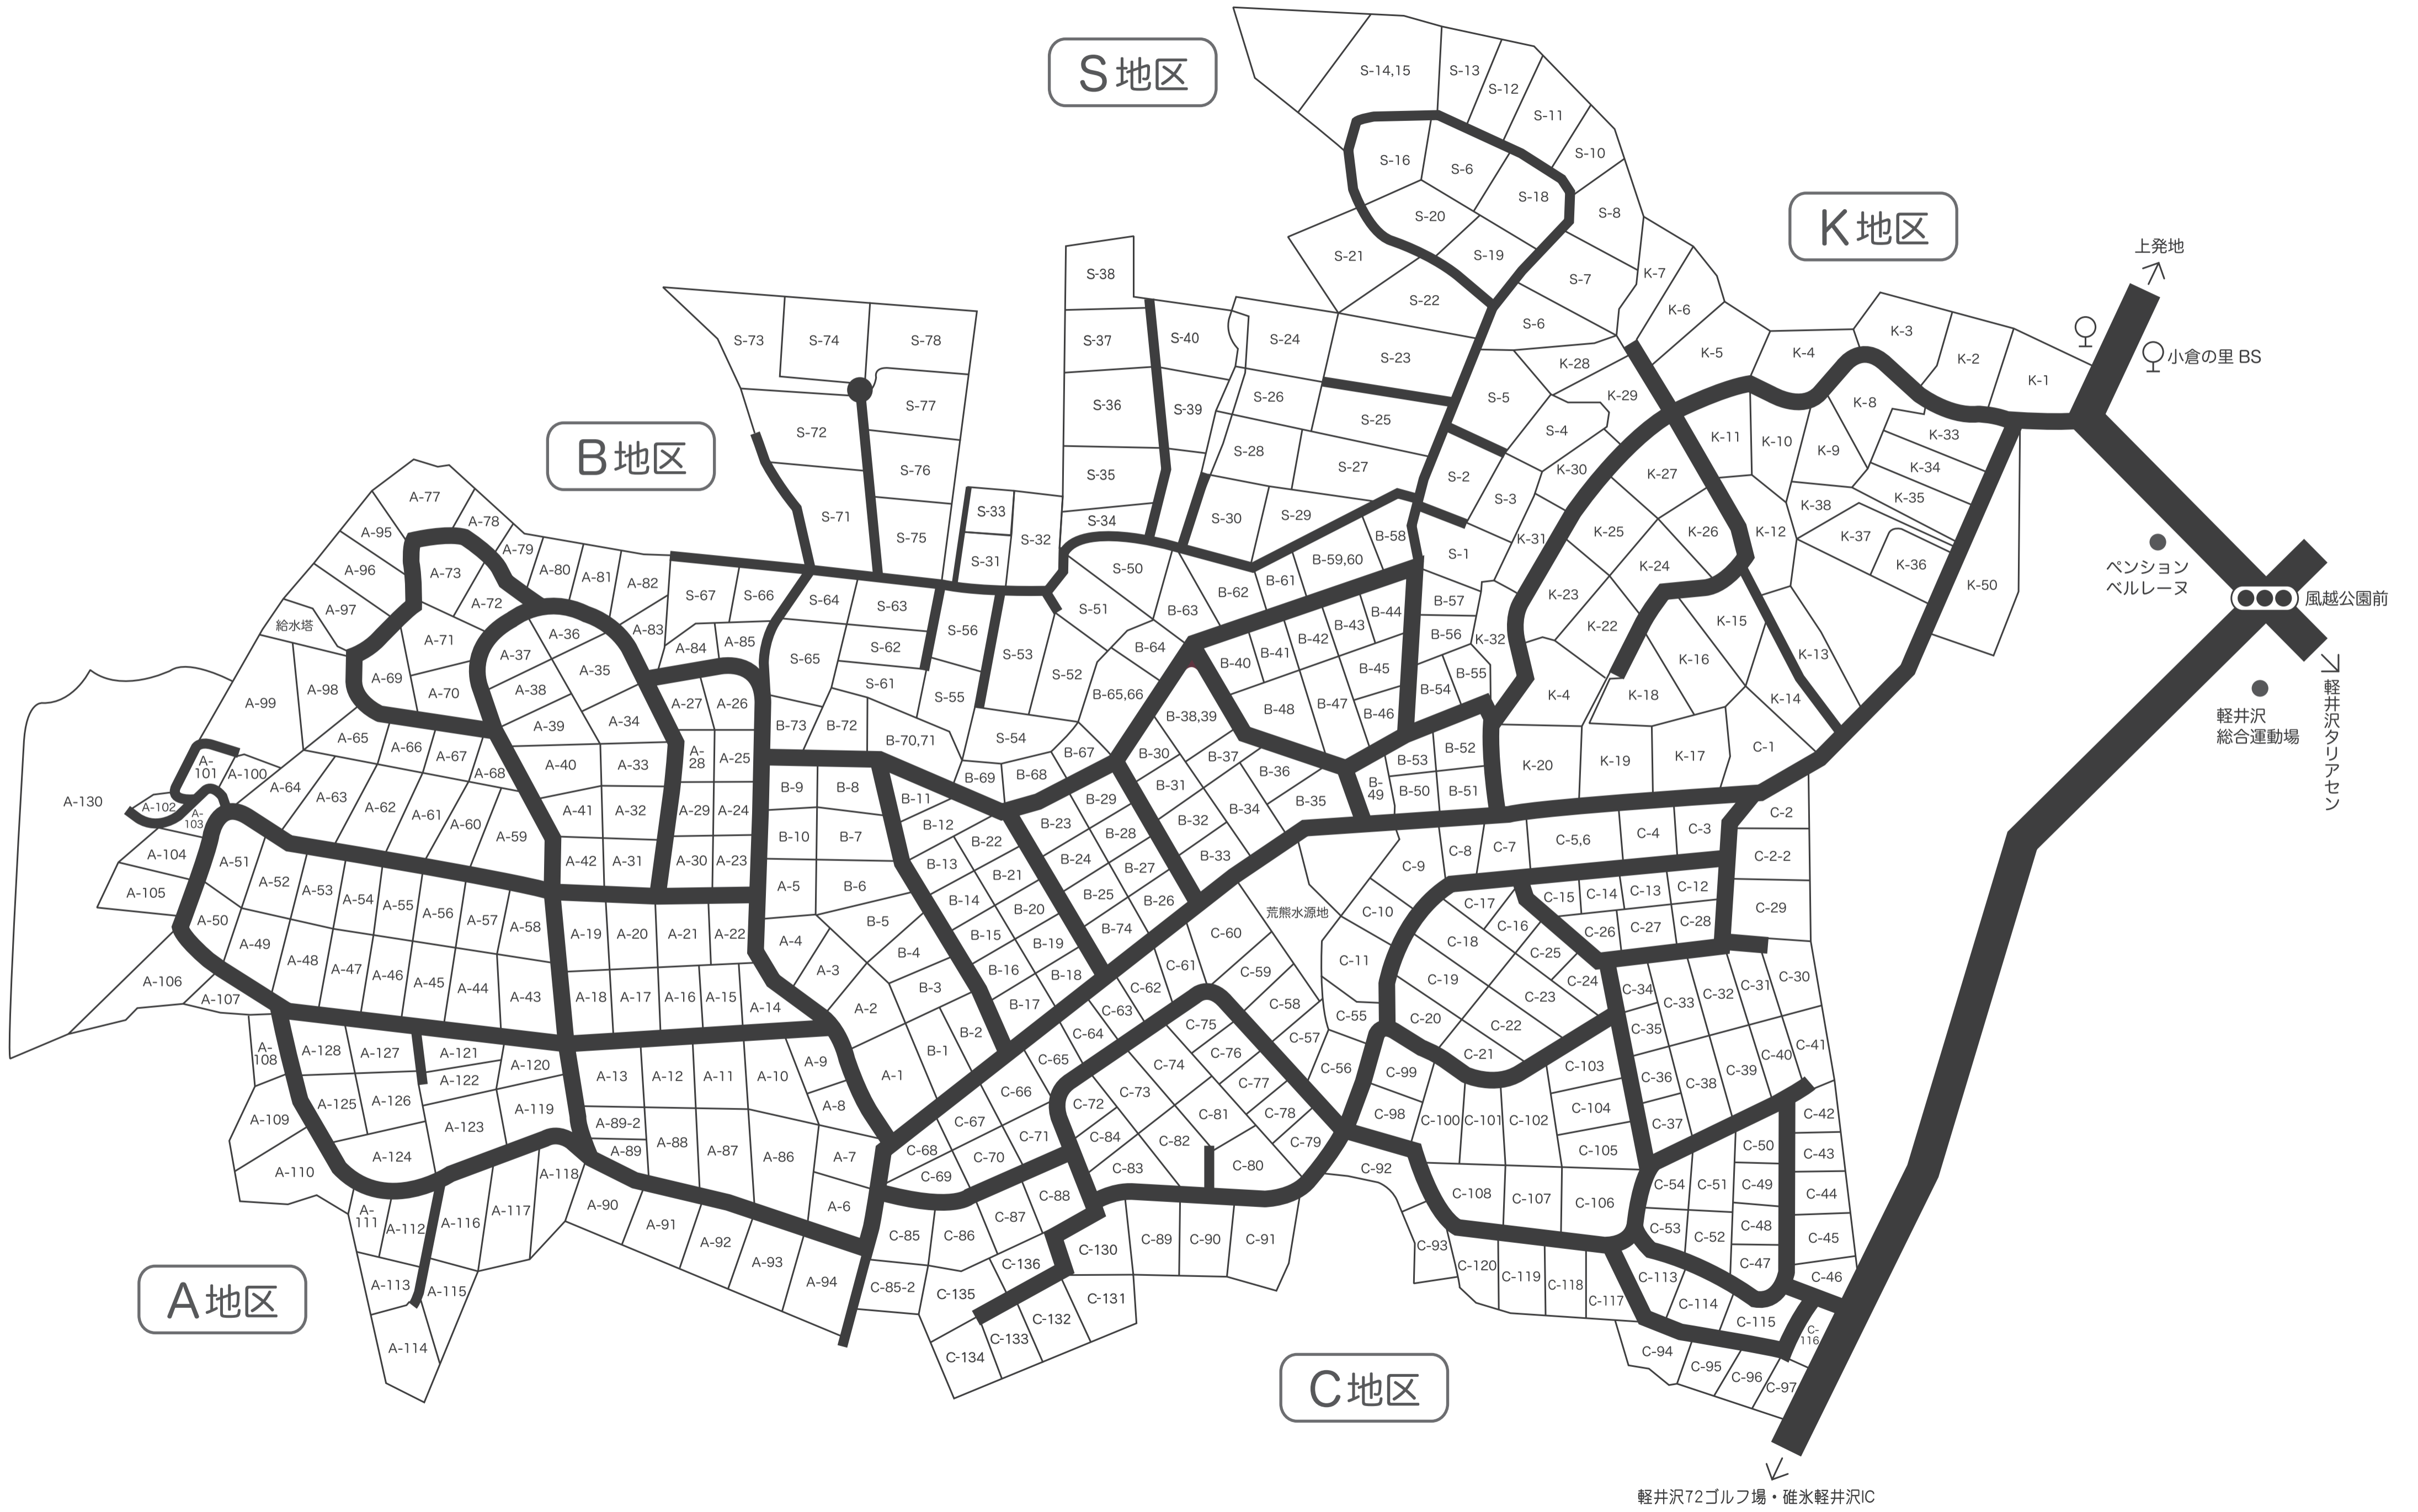 S地区
K地区
B地区
A地区
C地区
上発地
小倉の里 BS
ペンション
ベルレーヌ
風越公園前
軽井沢
総合運動場
軽井沢タリアセン
軽井沢72ゴルフ場・碓氷軽井沢IC
給水塔
荒熊水源地
S-14,15
S-13
S-12
S-11
S-10
S-16
S-6
S-18
S-8
S-20
S-19
S-21
S-7
S-22
S-6
S-38
S-37
S-40
S-24
S-23
S-36
S-39
S-26
S-25
S-5
S-4
S-35
S-28
S-27
S-2
S-3
S-34
S-30
S-29
S-1
S-33
S-32
S-31
S-73
S-74
S-78
S-77
S-72
S-76
S-71
S-75
S-67
S-66
S-64
S-63
S-62
S-65
S-61
S-56
S-55
S-53
S-50
S-51
S-52
S-54
K-7
K-6
K-5
K-4
K-3
K-2
K-1
K-28
K-29
K-8
K-11
K-10
K-9
K-33
K-34
K-35
K-30
K-27
K-38
K-37
K-36
K-31
K-25
K-26
K-12
K-24
K-23
K-50
K-22
K-15
K-32
K-16
K-13
K-4
K-18
K-14
K-20
K-19
K-17
B-58
B-59,60
B-61
B-62
B-63
B-57
B-44
B-43
B-42
B-41
B-40
B-56
B-55
B-54
B-45
B-46
B-47
B-48
B-64
B-65,66
B-38,39
B-67
B-68
B-69
B-70,71
B-72
B-73
B-30
B-37
B-36
B-35
B-31
B-34
B-53
B-52
B-49
B-50
B-51
B-9
B-8
B-11
B-12
B-10
B-7
B-13
B-22
B-23
B-29
B-28
B-32
B-33
B-6
B-14
B-21
B-24
B-27
B-5
B-15
B-20
B-25
B-26
B-4
B-16
B-19
B-74
B-3
B-17
B-18
B-2
B-1
A-77
A-78
A-95
A-79
A-80
A-81
A-82
A-96
A-73
A-72
A-97
A-71
A-36
A-83
A-84
A-85
A-37
A-35
A-69
A-70
A-38
A-98
A-99
A-39
A-34
A-27
A-26
A-65
A-66
A-67
A-68
A-40
A-33
A-28
A-25
A-101
A-100
A-64
A-63
A-62
A-61
A-60
A-59
A-41
A-32
A-29
A-24
A-130
A-102
A-103
A-104
A-105
A-51
A-52
A-53
A-54
A-55
A-56
A-57
A-58
A-42
A-31
A-30
A-23
A-50
A-49
A-48
A-47
A-46
A-45
A-44
A-43
A-19
A-20
A-21
A-22
A-5
A-4
A-3
A-2
A-18
A-17
A-16
A-15
A-14
A-106
A-107
A-108
A-128
A-127
A-121
A-122
A-120
A-13
A-12
A-11
A-10
A-9
A-1
A-8
A-109
A-125
A-126
A-123
A-119
A-89-2
A-89
A-88
A-87
A-86
A-7
A-6
A-110
A-124
A-118
A-111
A-112
A-116
A-117
A-90
A-91
A-92
A-93
A-94
A-113
A-115
A-114
C-1
C-2
C-2-2
C-3
C-4
C-5,6
C-7
C-8
C-9
C-10
C-11
C-12
C-13
C-14
C-15
C-16
C-17
C-18
C-19
C-20
C-21
C-22
C-23
C-24
C-25
C-26
C-27
C-28
C-29
C-30
C-31
C-32
C-33
C-34
C-35
C-36
C-37
C-38
C-39
C-40
C-41
C-42
C-43
C-44
C-45
C-46
C-47
C-48
C-49
C-50
C-51
C-52
C-53
C-54
C-55
C-56
C-57
C-58
C-59
C-60
C-61
C-62
C-63
C-64
C-65
C-66
C-67
C-68
C-69
C-70
C-71
C-72
C-73
C-74
C-75
C-76
C-77
C-78
C-79
C-80
C-81
C-82
C-83
C-84
C-85
C-85-2
C-86
C-87
C-88
C-89
C-90
C-91
C-92
C-93
C-94
C-95
C-96
C-97
C-98
C-99
C-100
C-101
C-102
C-103
C-104
C-105
C-106
C-107
C-108
C-113
C-114
C-115
C-116
C-117
C-118
C-119
C-120
C-130
C-131
C-132
C-133
C-134
C-135
C-136